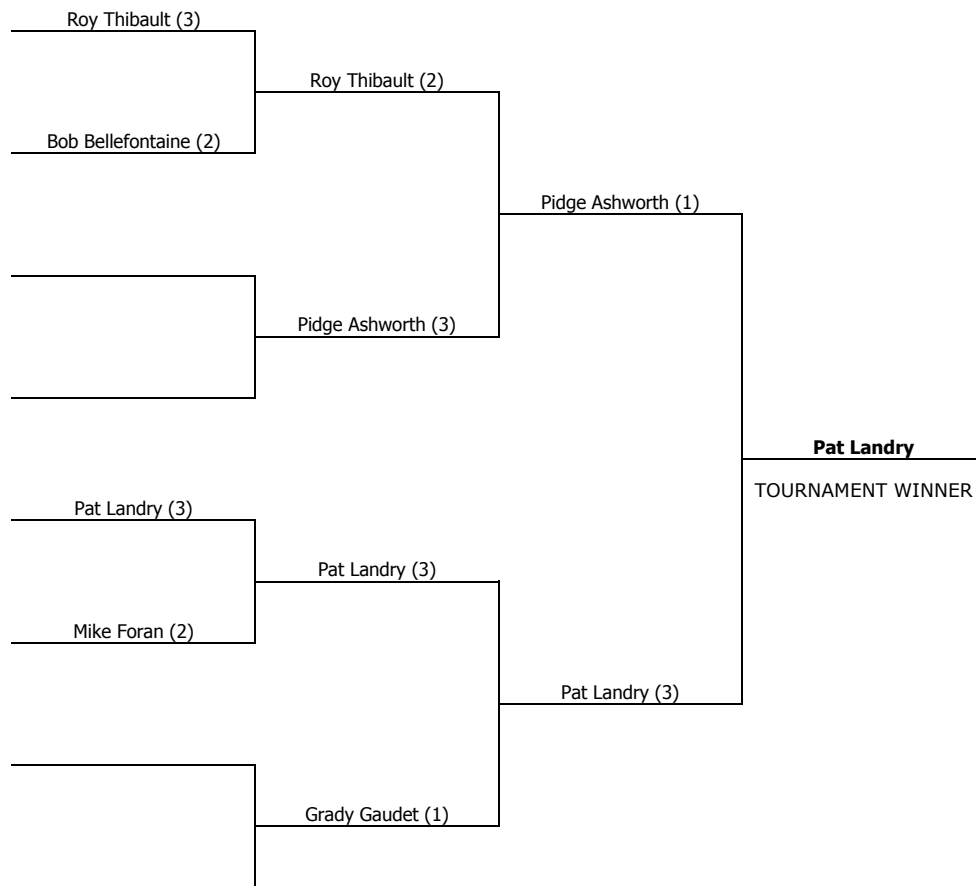 Roy Thibault (3)
Roy Thibault (2)
Bob Bellefontaine (2)
Pidge Ashworth (1)
Pidge Ashworth (3)
Pat Landry
TOURNAMENT WINNER
Pat Landry (3)
Pat Landry (3)
Mike Foran (2)
Pat Landry (3)
Grady Gaudet (1)